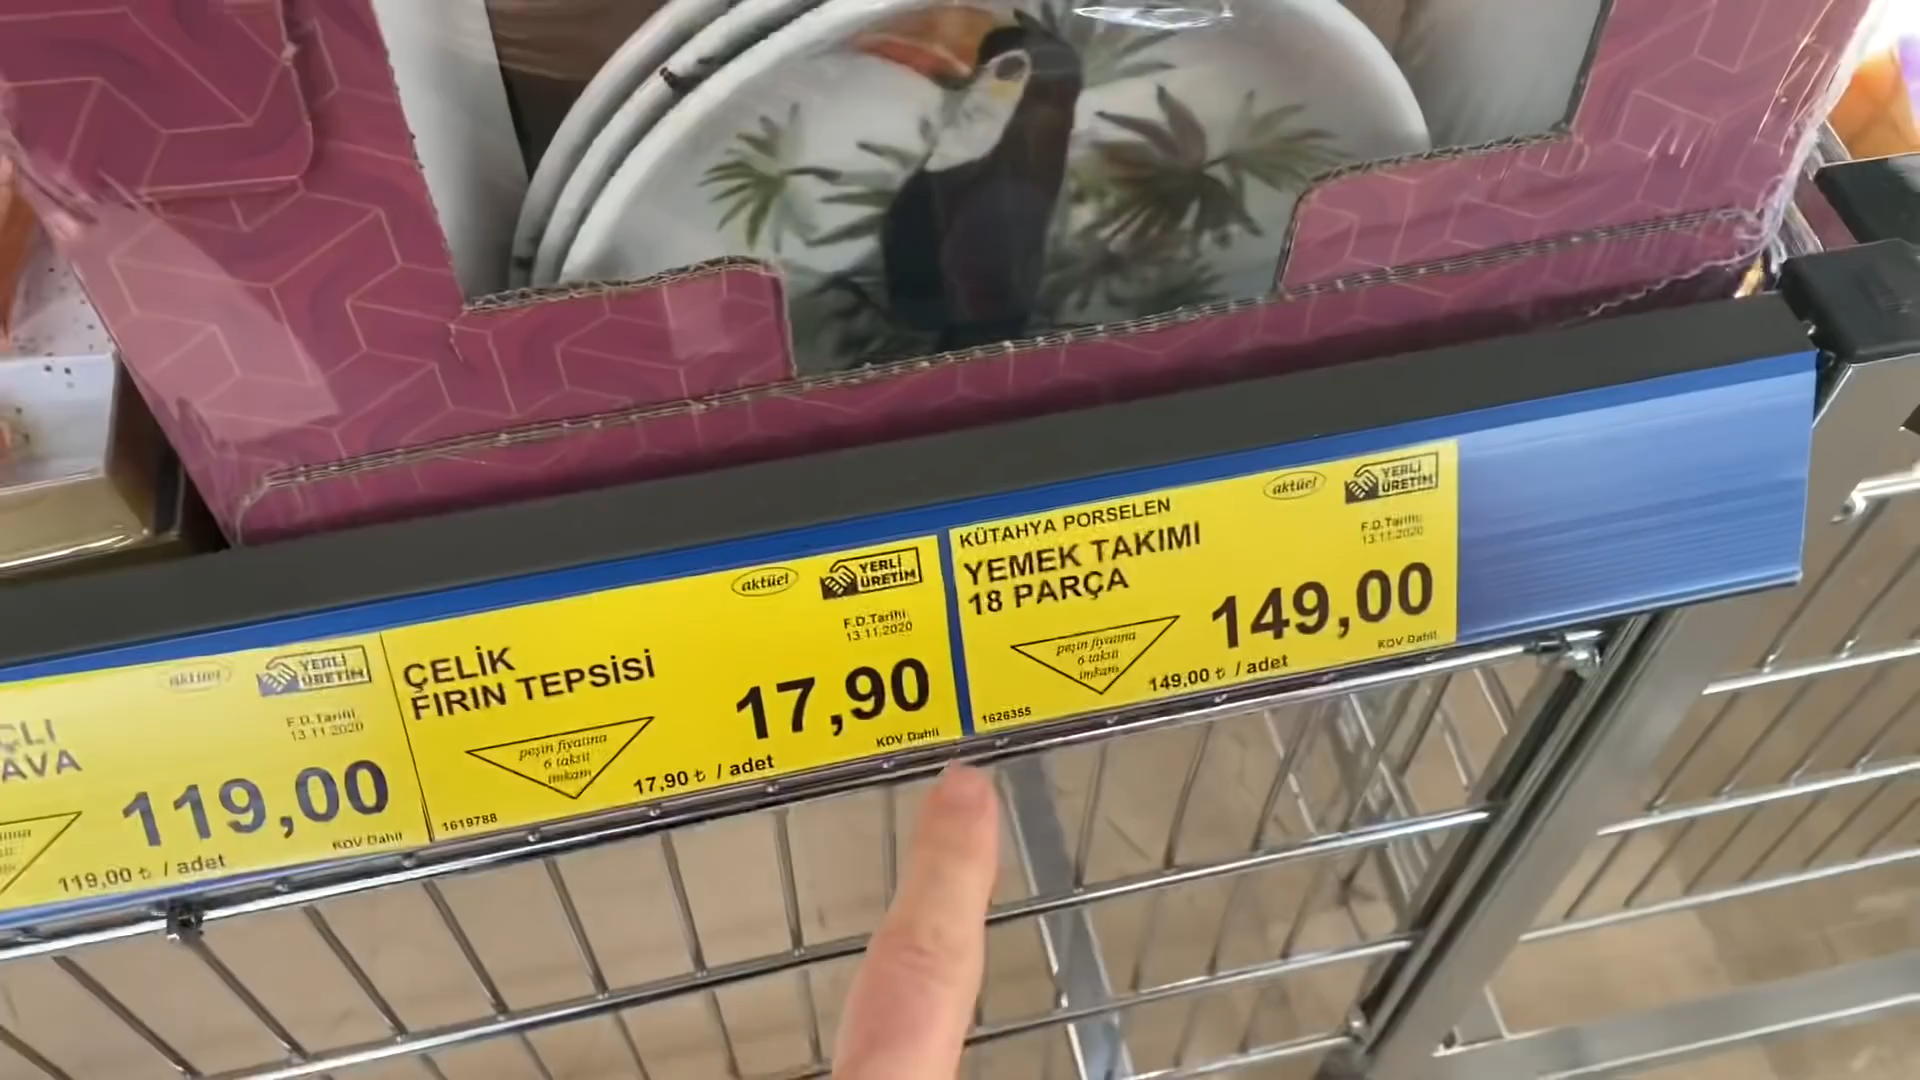 aktüel
YERLİ
ÜRETİM
F.D.Tarihi:
13.11.2020
119,00
KDV Dahil
119,00 ₺ / adet
ÇELİK
FIRIN TEPSİSİ
aktüel
YERLİ
ÜRETİM
F.D.Tarihi:
13.11.2020
peşin fiyatına
6 taksit
imkanı
17,90
KDV Dahil
17,90 ₺ / adet
1619788
KÜTAHYA PORSELEN
YEMEK TAKIMI
18 PARÇA
aktüel
YERLİ
ÜRETİM
F.D.Tarihi:
13.11.2020
peşin fiyatına
6 taksit
imkanı
149,00
KDV Dahil
149,00 ₺ / adet
1626355